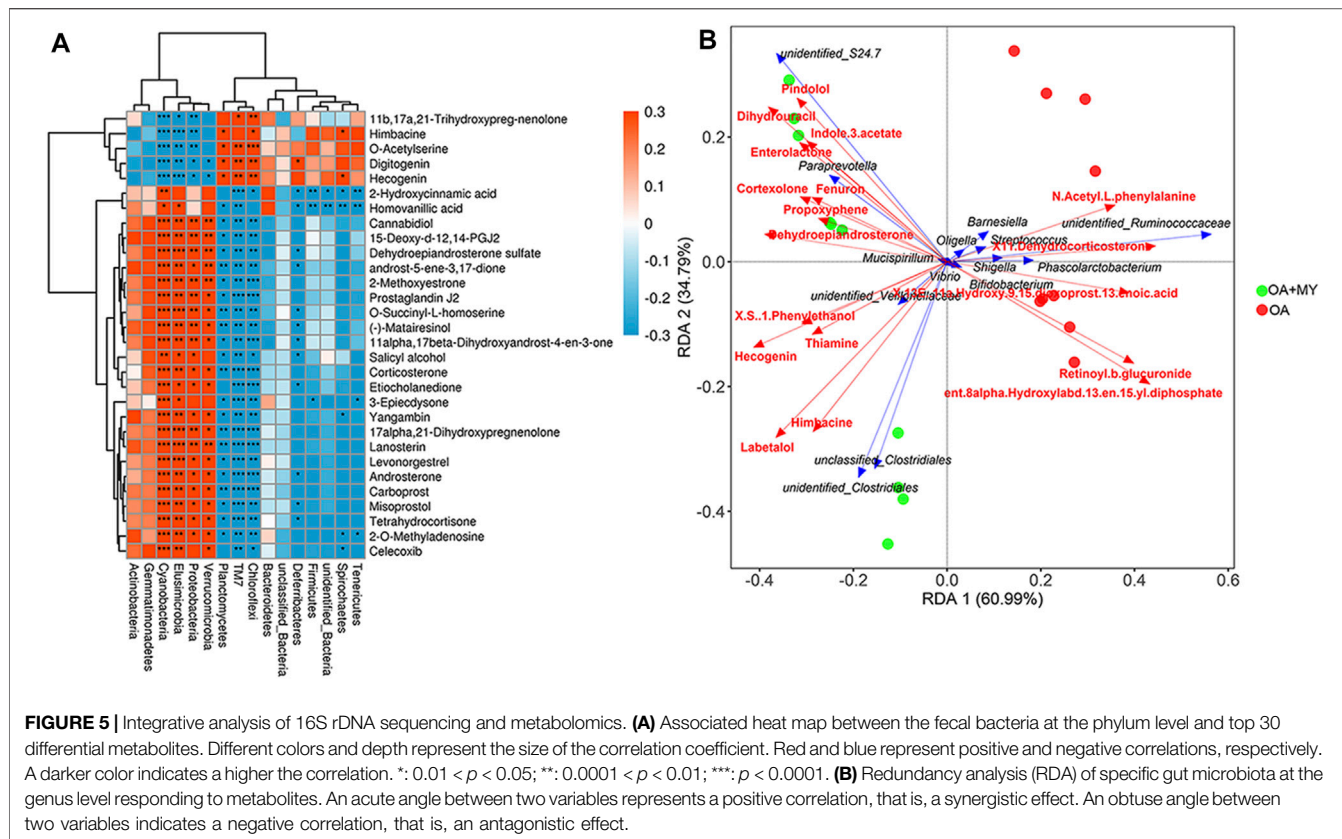 A
11b,17a,21-Trihydroxypreg-nenolone
Himbacine
O-Acetylserine
Digitogenin
Hecogenin
2-Hydroxycinnamic acid
Homovanillic acid
Cannabidiol
15-Deoxy-d-12,14-PGJ2
Dehydroepiandrosterone sulfate
androst-5-ene-3,17-dione
2-Methoxyestrone
Prostaglandin J2
O-Succinyl-L-homoserine
(-)-Matairesinol
11alpha,17beta-Dihydroxyandrost-4-en-3-one
Salicyl alcohol
Corticosterone
Etiocholanedione
3-Epiecdysone
Yangambin
17alpha,21-Dihydroxypregnenolone
Lanosterin
Levonorgestrel
Androsterone
Carboprost
Misoprostol
Tetrahydrocortisone
2-O-Methyladenosine
Celecoxib
Actinobacteria
Gemmatimonadetes
Cyanobacteria
Elusimicrobia
Proteobacteria
Verrucomicrobia
Planctomycetes
TM7
Chloroflexi
Bacteroidetes
unclassified_Bacteria
Deferribacteres
Firmicutes
unidentified_Bacteria
Spirochaetes
Tenericutes
0.3
0.2
0.1
0
-0.1
-0.2
-0.3
B
RDA 2 (34.79%)
0.2
0.0
-0.2
-0.4
unidentified_S24.7
Pindolol
Dihydrouracil
Indole.3.acetate
Enterolactone
Paraprevotella
Cortexolone
Fenuron
Propoxyphene
Dehydroepiandrosterone
N.Acetyl.L.phenylalanine
unidentified_Ruminococcaceae
Barnesiella
Oligella
Streptococcus
X11.Dehydrocorticosterone
Mucispirillum
Shigella
Phascolarctobacterium
Vibrio
Bifidobacterium
unidentified_Veillonellaceae
Hydroxy.9.15.dioxoprost.13.enoic.acid
X.S..1.Phenylethanol
Thiamine
Hecogenin
Retinoyl.b.glucuronide
ent.8alpha.Hydroxylabd.13.en.15.yl.diphosphate
Himbacine
Labetalol
unclassified_Clostridiales
unidentified_Clostridiales
-0.4
-0.2
0.0
0.2
0.4
0.6
RDA 1 (60.99%)
OA+MY
OA
FIGURE 5 | Integrative analysis of 16S rDNA sequencing and metabolomics. (A) Associated heat map between the fecal bacteria at the phylum level and top 30
differential metabolites. Different colors and depth represent the size of the correlation coefficient. Red and blue represent positive and negative correlations, respectively.
A darker color indicates a higher the correlation. *: 0.01 < p < 0.05; **: 0.0001 < p < 0.01; ***: p < 0.0001. (B) Redundancy analysis (RDA) of specific gut microbiota at the
genus level responding to metabolites. An acute angle between two variables represents a positive correlation, that is, a synergistic effect. An obtuse angle between
two variables indicates a negative correlation, that is, an antagonistic effect.